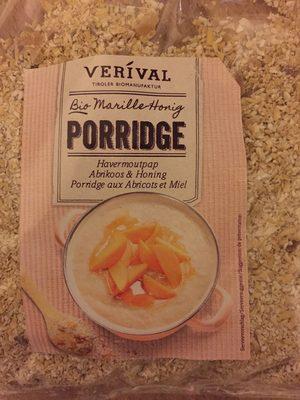 VERÍVAL
TIROLER BIOMANUFAKTUR
Bio Marille-Honig
PORRIDGE
Havermoutpap
Abrikoos & Honing
Porridge aux Abricots et Miel